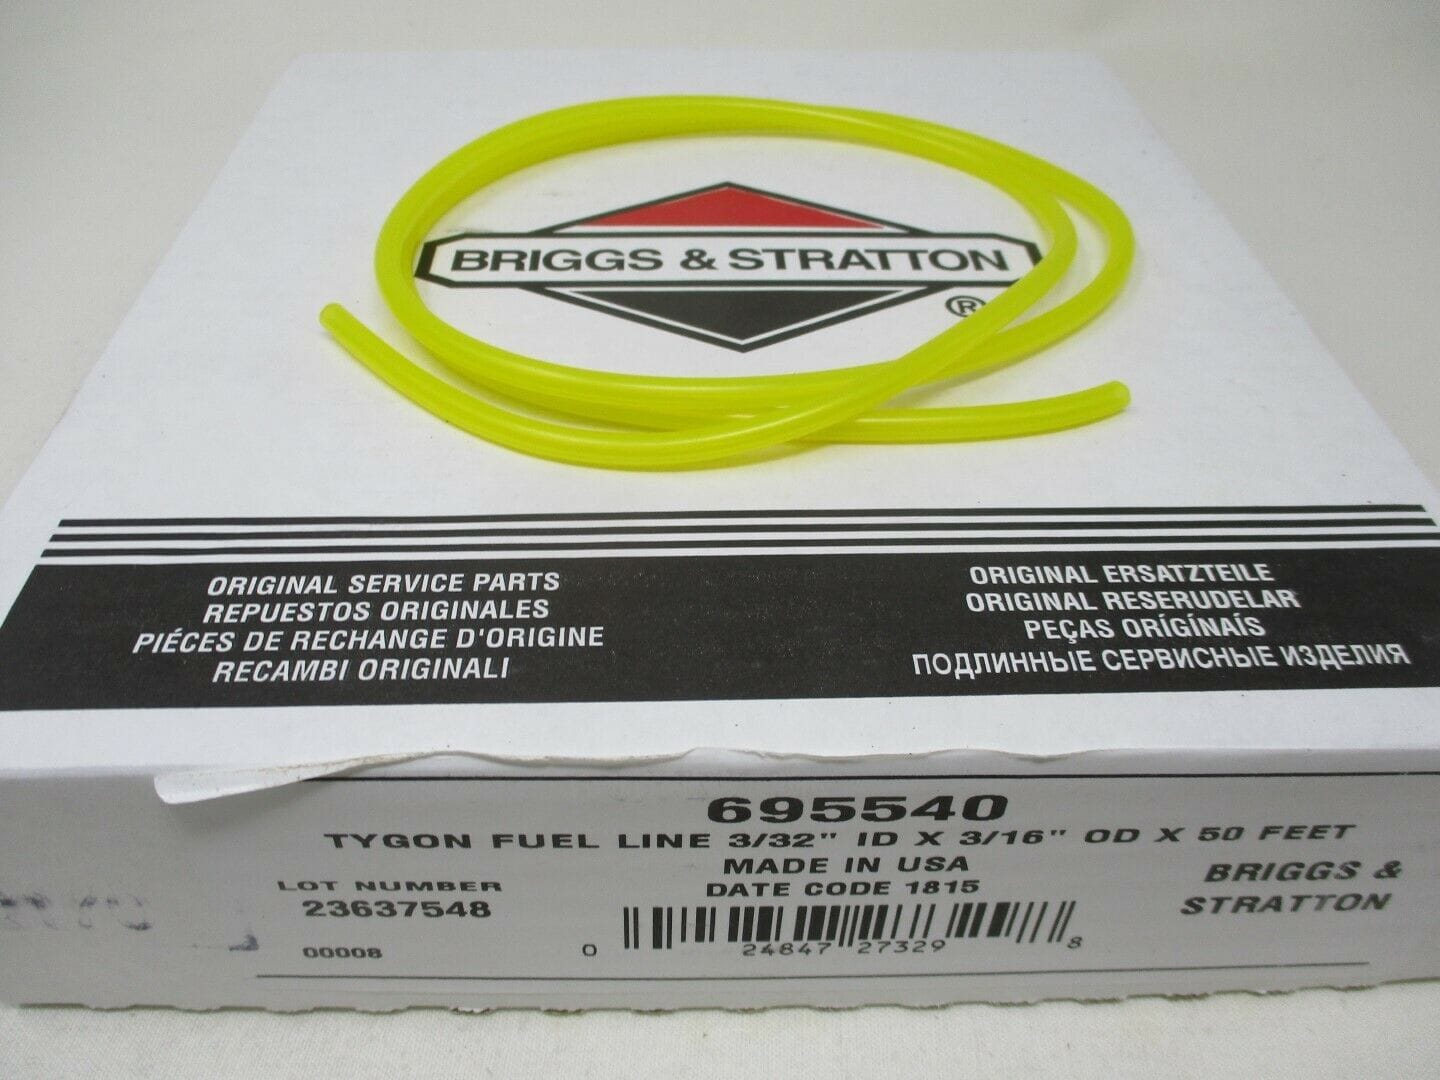 BRIGGS & STRATTON
®
ORIGINAL SERVICE PARTS
REPUESTOS ORIGINALES
PIÉCES DE RECHANGE D'ORIGINE
RECAMBI ORIGINALI
ORIGINAL ERSATZTEILE
ORIGINAL RESERUDELAR
PEÇAS ORÍGÍNAÍS
ПОДЛИННЫЕ СЕРВИСНЫЕ ИЗДЕЛИЯ
695540
TYGON FUEL LINE 3/32" ID X 3/16" OD X 50 FEET
MADE IN USA
DATE CODE 1815
LOT NUMBER
23637548
00008
0 24847 27329 8
BRIGGS &
STRATTON